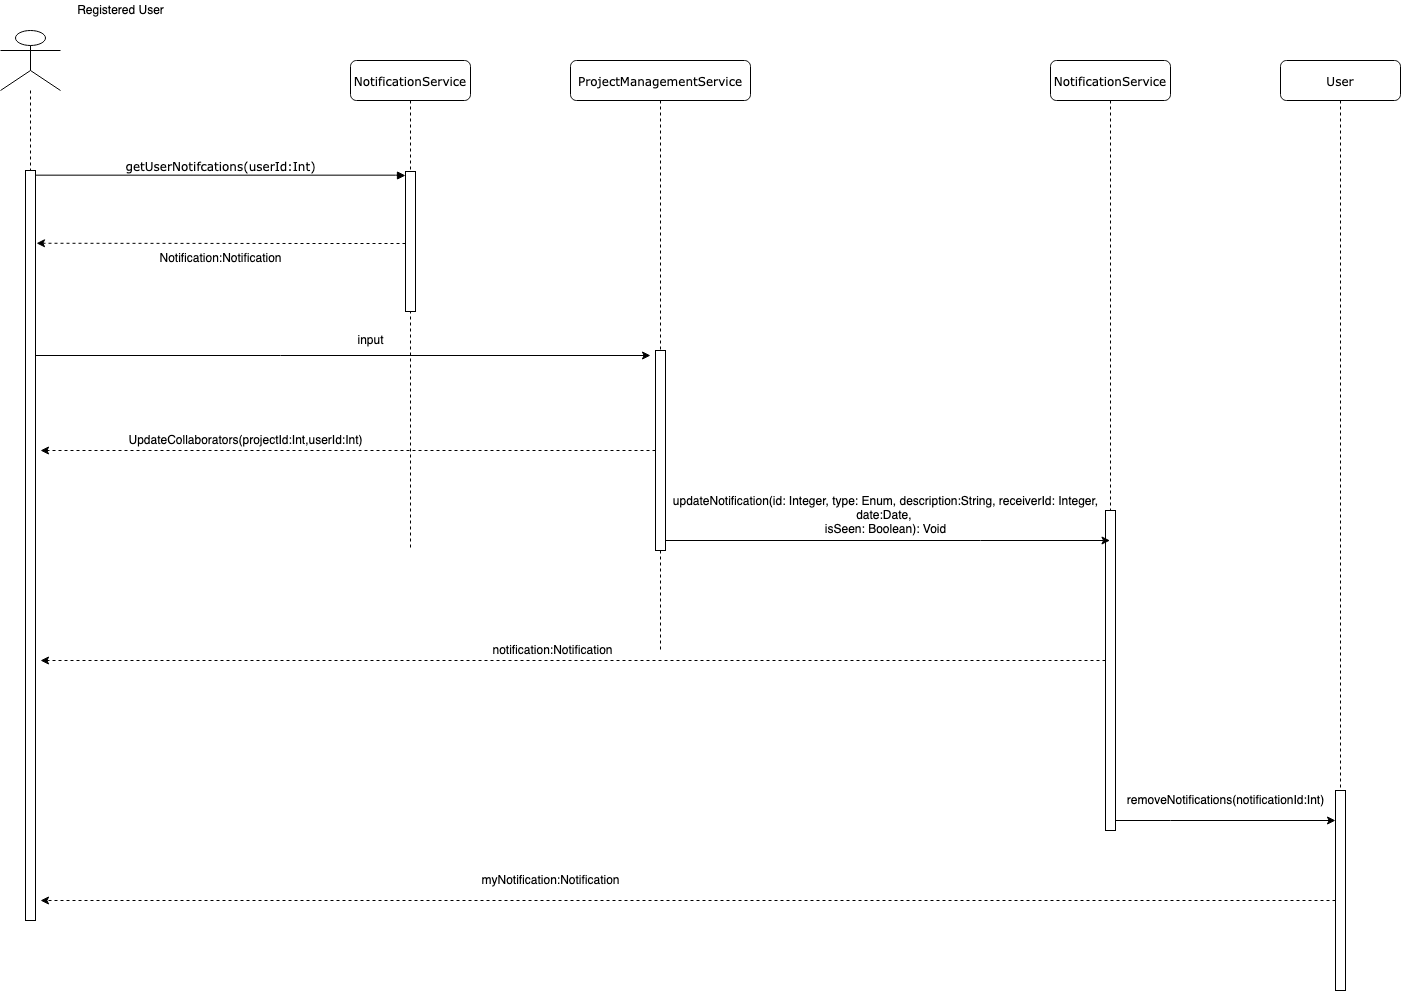 Registered User
NotificationService
ProjectManagementService
NotificationService
User
getUserNotifcations(userId:Int)
Notification:Notification
input
UpdateCollaborators(projectId:Int,userId:Int)
updateNotification(id: Integer, type: Enum, description:String, receiverId: Integer,
date:Date,
isSeen: Boolean): Void
notification:Notification
removeNotifications(notificationId:Int)
myNotification:Notification